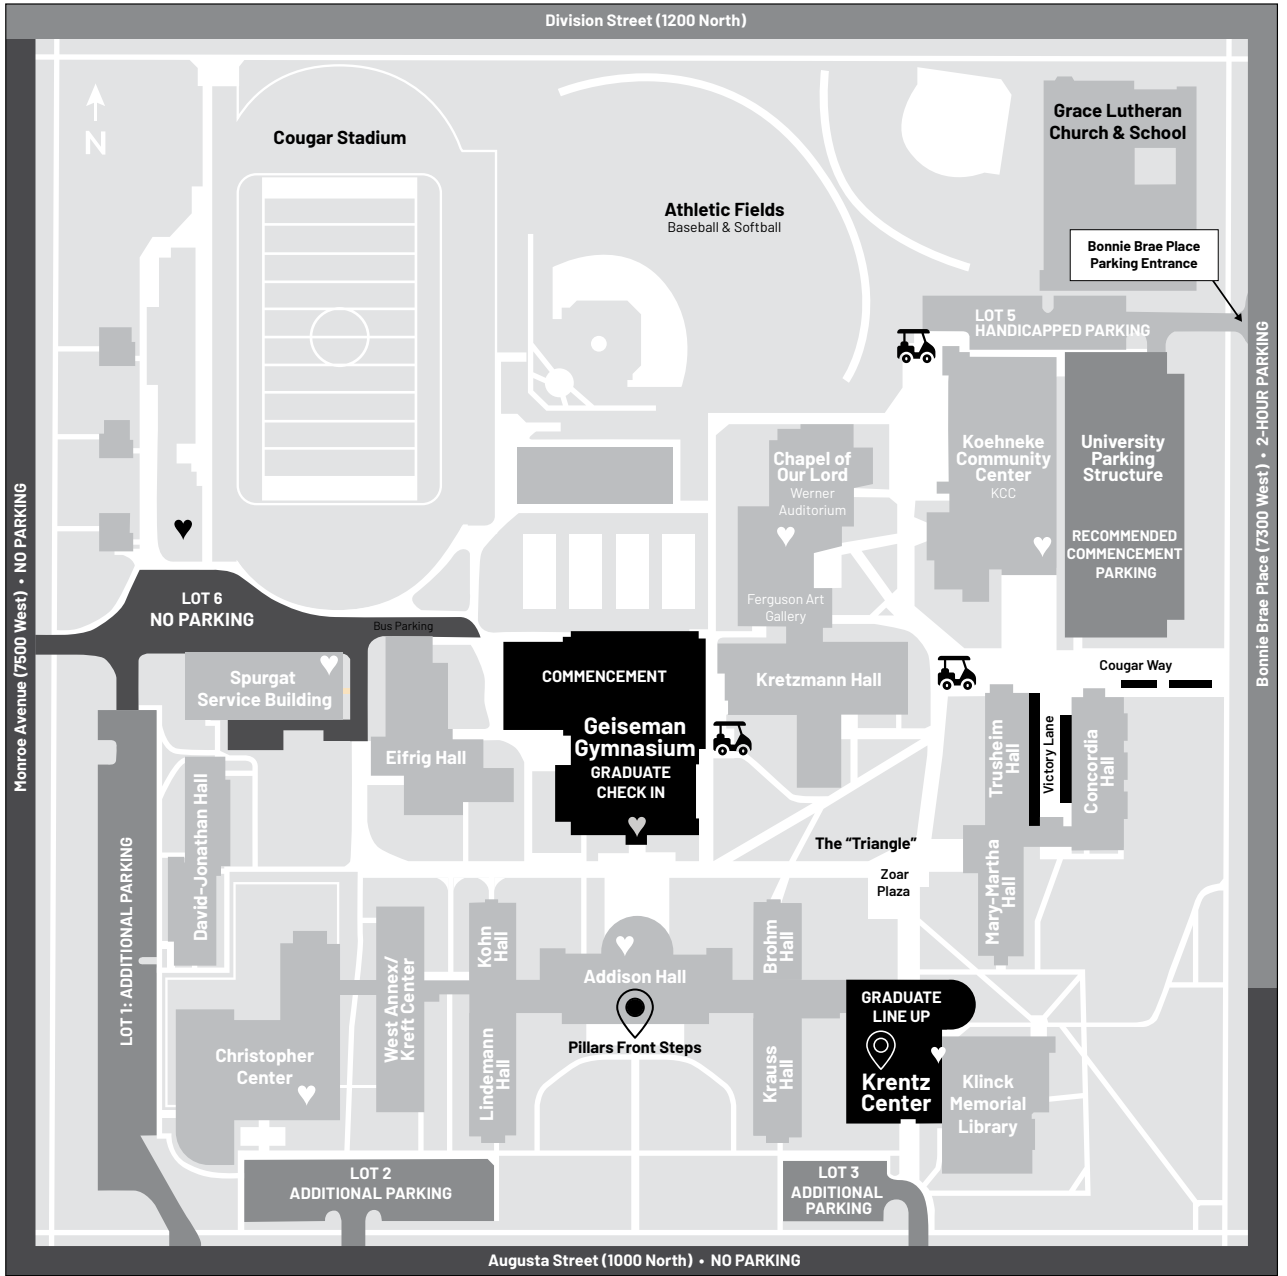 Division Street (1200 North)
N
Cougar Stadium
Grace Lutheran
Church & School
Athletic Fields
Baseball & Softball
Bonnie Brae Place
Parking Entrance
LOT 5
HANDICAPPED PARKING
Bonnie Brae Place (7300 West) • 2-HOUR PARKING
Monroe Avenue (7500 West) • NO PARKING
Chapel of
Our Lord
Werner
Auditorium
Koehneke
Community
Center
KCC
University
Parking
Structure
RECOMMENDED
COMMENCEMENT
PARKING
Ferguson Art
Gallery
LOT 6
NO PARKING
Bus Parking
Spurgat
Service Building
COMMENCEMENT
Geiseman
Gymnasium
GRADUATE
CHECK IN
Kretzmann Hall
Cougar Way
Eifrig Hall
Trusheim
Hall
Victory Lane
Concordia
Hall
David-Jonathan Hall
LOT 1: ADDITIONAL PARKING
The “Triangle”
Zoar
Plaza
Mary-Martha
Hall
Kohn
Hall
Brohm
Hall
West Annex/
Kreft Center
Addison Hall
Pillars Front Steps
GRADUATE
LINE UP
Krentz
Center
Christopher
Center
Lindemann
Hall
Krauss
Hall
Klinck
Memorial
Library
LOT 2
ADDITIONAL PARKING
LOT 3
ADDITIONAL
PARKING
Augusta Street (1000 North) • NO PARKING